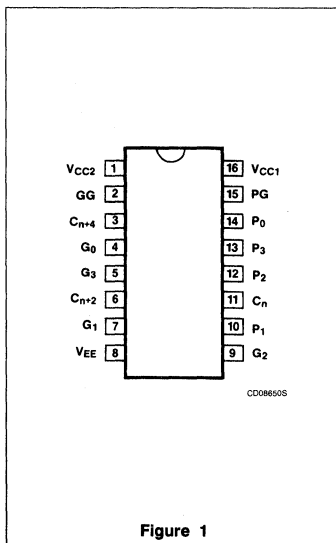 VCC2 1 16 VCC1
GG 2 15 PG
Cn+4 3 14 P0
G0 4 13 P3
G3 5 12 P2
Cn+2 6 11 Cn
G1 7 10 P1
VEE 8 9 G2
CD08650S
Figure 1